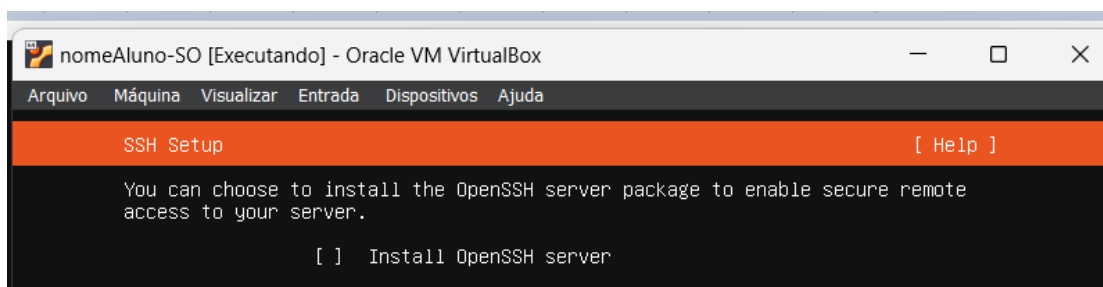 nomeAluno-SO [Executando] - Oracle VM VirtualBox
Arquivo Máquina Visualizar Entrada Dispositivos Ajuda
SSH Setup [ Help ]
You can choose to install the OpenSSH server package to enable secure remote
access to your server.
[ ] Install OpenSSH server